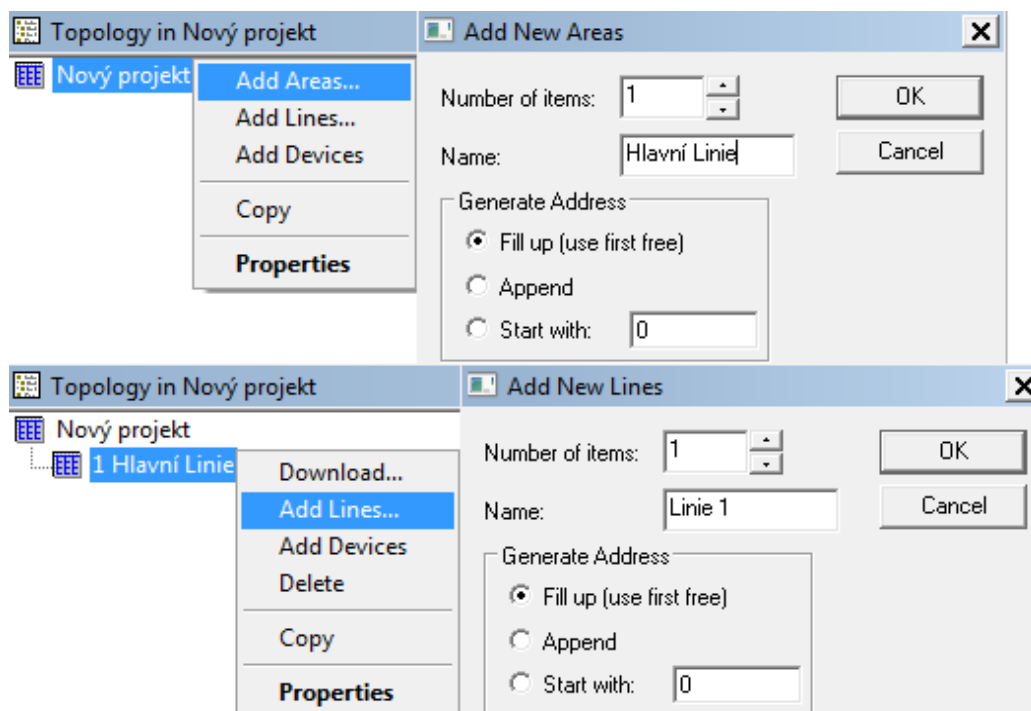 Topology in Nový projekt
Nový projekt
Add Areas...
Add Lines...
Add Devices
Copy
Properties
Add New Areas
Number of items: 1
OK
Name: Hlavní Linie
Cancel
Generate Address
Fill up (use first free)
Append
Start with: 0
Topology in Nový projekt
Nový projekt
1 Hlavní Linie
Download...
Add Lines...
Add Devices
Delete
Copy
Properties
Add New Lines
Number of items: 1
OK
Name: Linie 1
Cancel
Generate Address
Fill up (use first free)
Append
Start with: 0